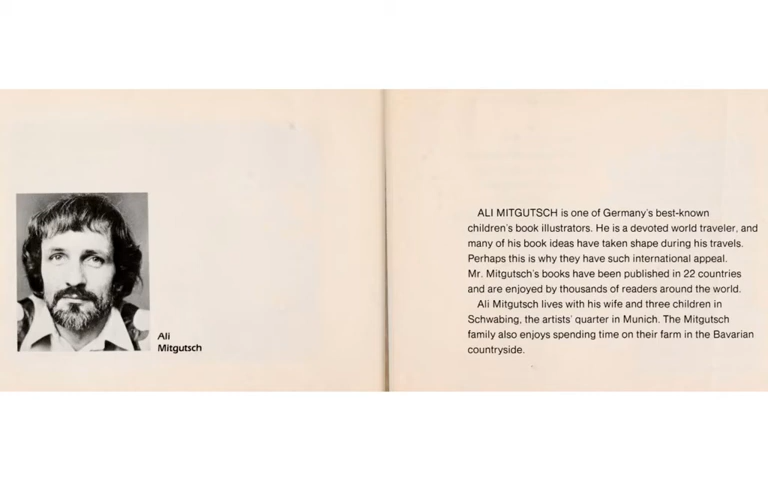 Ali
Mitgutsch
ALI MITGUTSCH is one of Germany's best-known
children's book illustrators. He is a devoted world traveler, and
many of his book ideas have taken shape during his travels.
Perhaps this is why they have such international appeal.
Mr. Mitgutsch's books have been published in 22 countries
and are enjoyed by thousands of readers around the world.
Ali Mitgutsch lives with his wife and three children in
Schwabing, the artists' quarter in Munich. The Mitgutsch
family also enjoys spending time on their farm in the Bavarian
countryside.